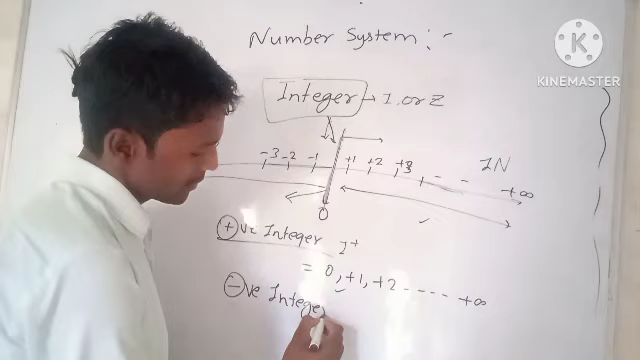 Number System :-
K
KINEMASTER
Integer → I or Z
-3 -2 -1 +1 +2 +3 - - IN
+∞
0
+ve Integer I+
= 0, +1, +2 ------ +∞
-ve Intege